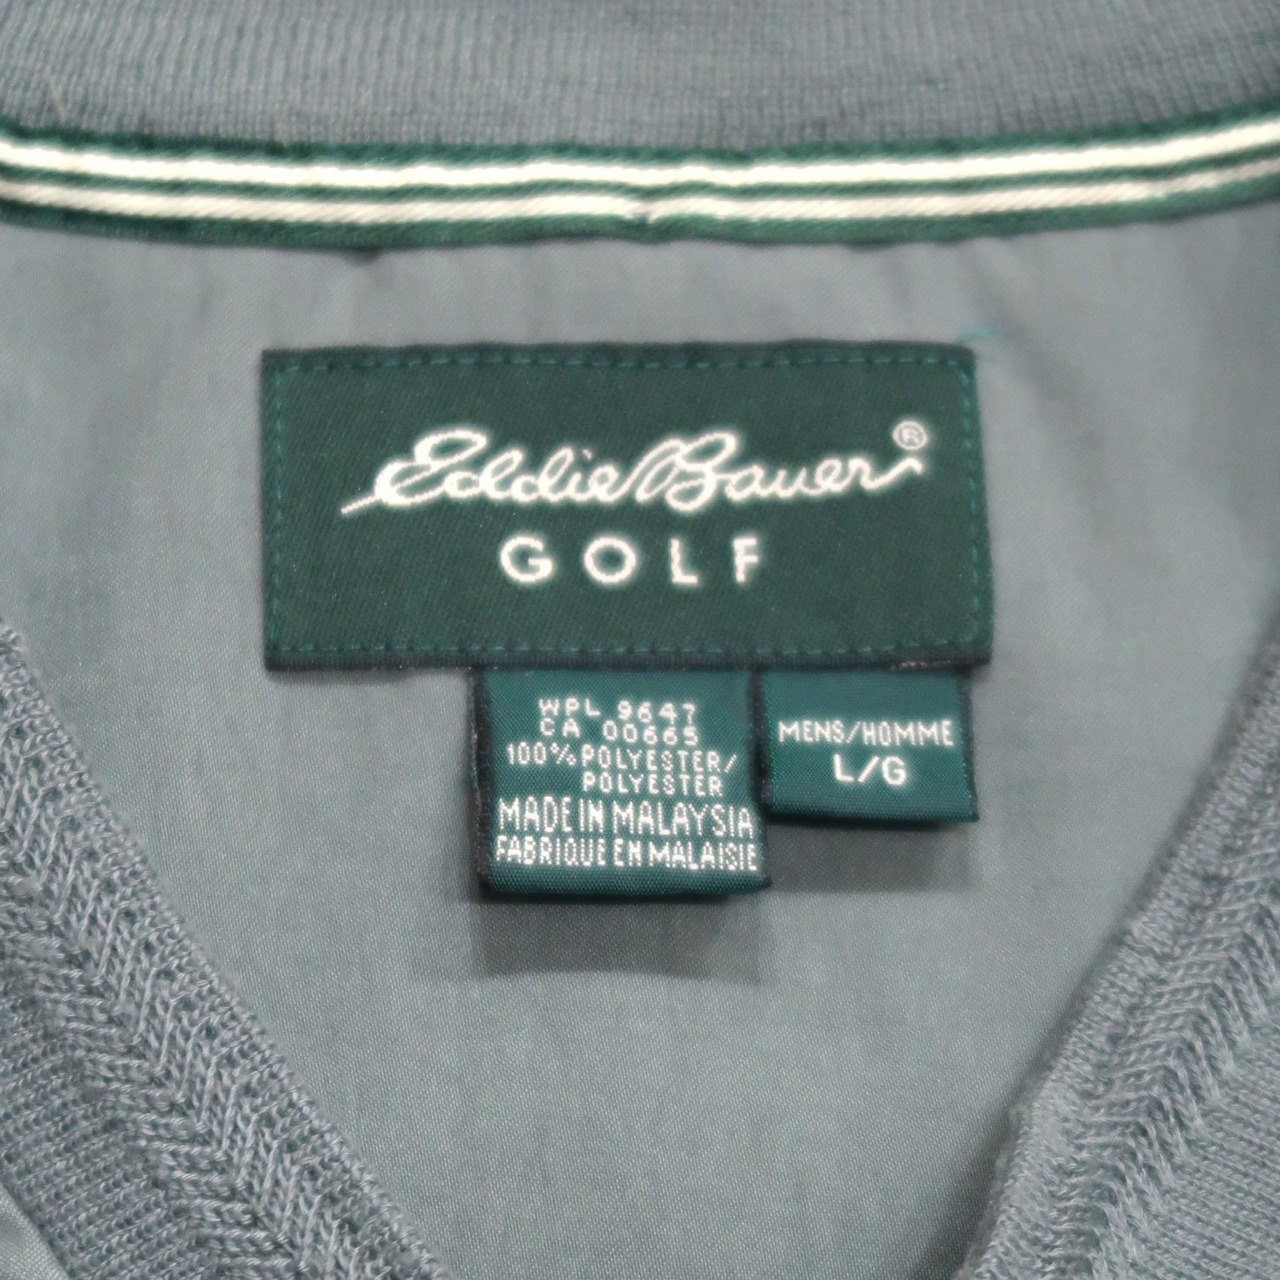 Eddie Bauer®
GOLF
WPL 9647
CA 00665
100% POLYESTER/
POLYESTER
MADE IN MALAYSIA
FABRIQUE EN MALAISIE
MENS/HOMME
L/G